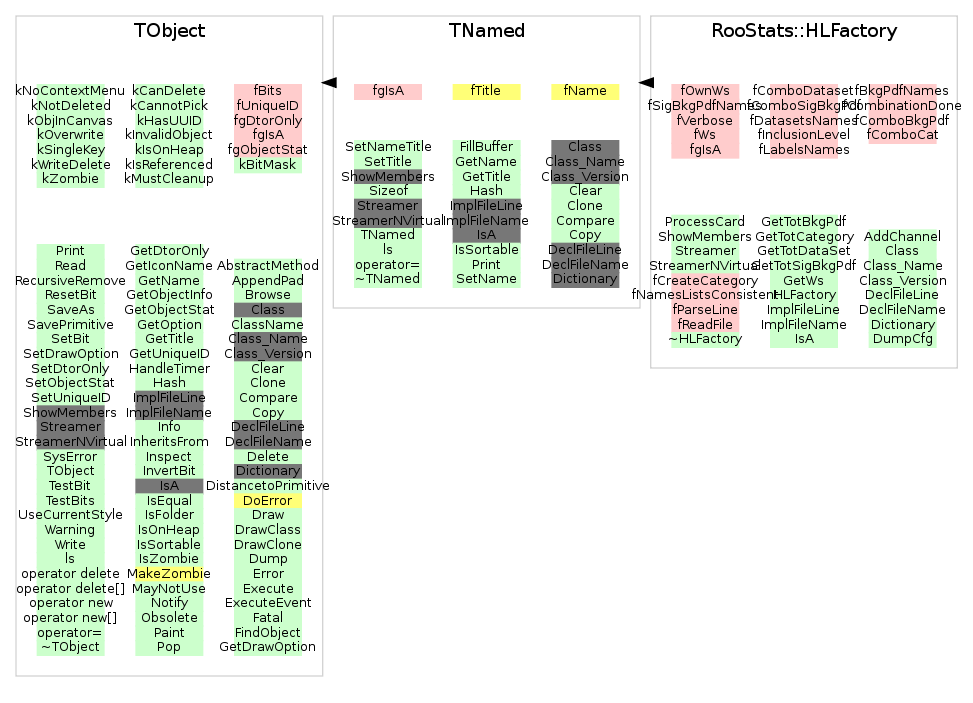 TObject
kNoContextMenu
kNotDeleted
kObjInCanvas
kOverwrite
kSingleKey
kWriteDelete
kZombie
kCanDelete
kCannotPick
kHasUUID
kInvalidObject
kIsOnHeap
kIsReferenced
kMustCleanup
fBits
fUniqueID
fgDtorOnly
fgIsA
fgObjectStat
kBitMask
Print
Read
RecursiveRemove
ResetBit
SaveAs
SavePrimitive
SetBit
SetDrawOption
SetDtorOnly
SetObjectStat
SetUniqueID
ShowMembers
Streamer
StreamerNVirtual
SysError
TObject
TestBit
TestBits
UseCurrentStyle
Warning
Write
ls
operator delete
operator delete[]
operator new
operator new[]
operator=
~TObject
GetDtorOnly
GetIconName
GetName
GetObjectInfo
GetObjectStat
GetOption
GetTitle
GetUniqueID
HandleTimer
Hash
ImplFileLine
ImplFileName
Info
InheritsFrom
Inspect
InvertBit
IsA
IsEqual
IsFolder
IsOnHeap
IsSortable
IsZombie
MakeZombie
MayNotUse
Notify
Obsolete
Paint
Pop
AbstractMethod
AppendPad
Browse
Class
ClassName
Class_Name
Class_Version
Clear
Clone
Compare
Copy
DeclFileLine
DeclFileName
Delete
Dictionary
DistancetoPrimitive
DoError
Draw
DrawClass
DrawClone
Dump
Error
Execute
ExecuteEvent
Fatal
FindObject
GetDrawOption
TNamed
fgIsA
fTitle
fName
SetNameTitle
SetTitle
ShowMembers
Sizeof
Streamer
StreamerNVirtual
TNamed
ls
operator=
~TNamed
FillBuffer
GetName
GetTitle
Hash
ImplFileLine
ImplFileName
IsA
IsSortable
Print
SetName
Class
Class_Name
Class_Version
Clear
Clone
Compare
Copy
DeclFileLine
DeclFileName
Dictionary
RooStats::HLFactory
fOwnWs
fSigBkgPdfNames
fVerbose
fWs
fgIsA
fComboDataset
fComboSigBkgPdf
fDatasetsNames
fInclusionLevel
fLabelsNames
fBkgPdfNames
fCombinationDone
fComboBkgPdf
fComboCat
ProcessCard
ShowMembers
Streamer
StreamerNVirtual
fCreateCategory
fNamesListsConsistent
fParseLine
fReadFile
~HLFactory
GetTotBkgPdf
GetTotCategory
GetTotDataSet
GetTotSigBkgPdf
GetWs
HLFactory
ImplFileLine
ImplFileName
IsA
AddChannel
Class
Class_Name
Class_Version
DeclFileLine
DeclFileName
Dictionary
DumpCfg